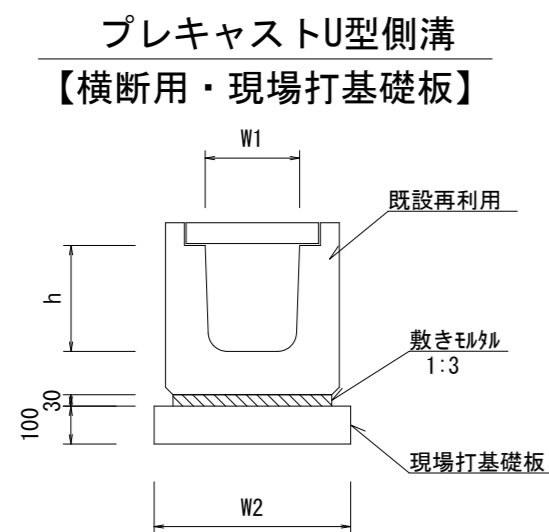 プレキャストU型側溝
【横断用・現場打基礎板】
W1
既設再利用
h
敷きﾓﾙﾀﾙ
1:3
30
100
現場打基礎板
W2